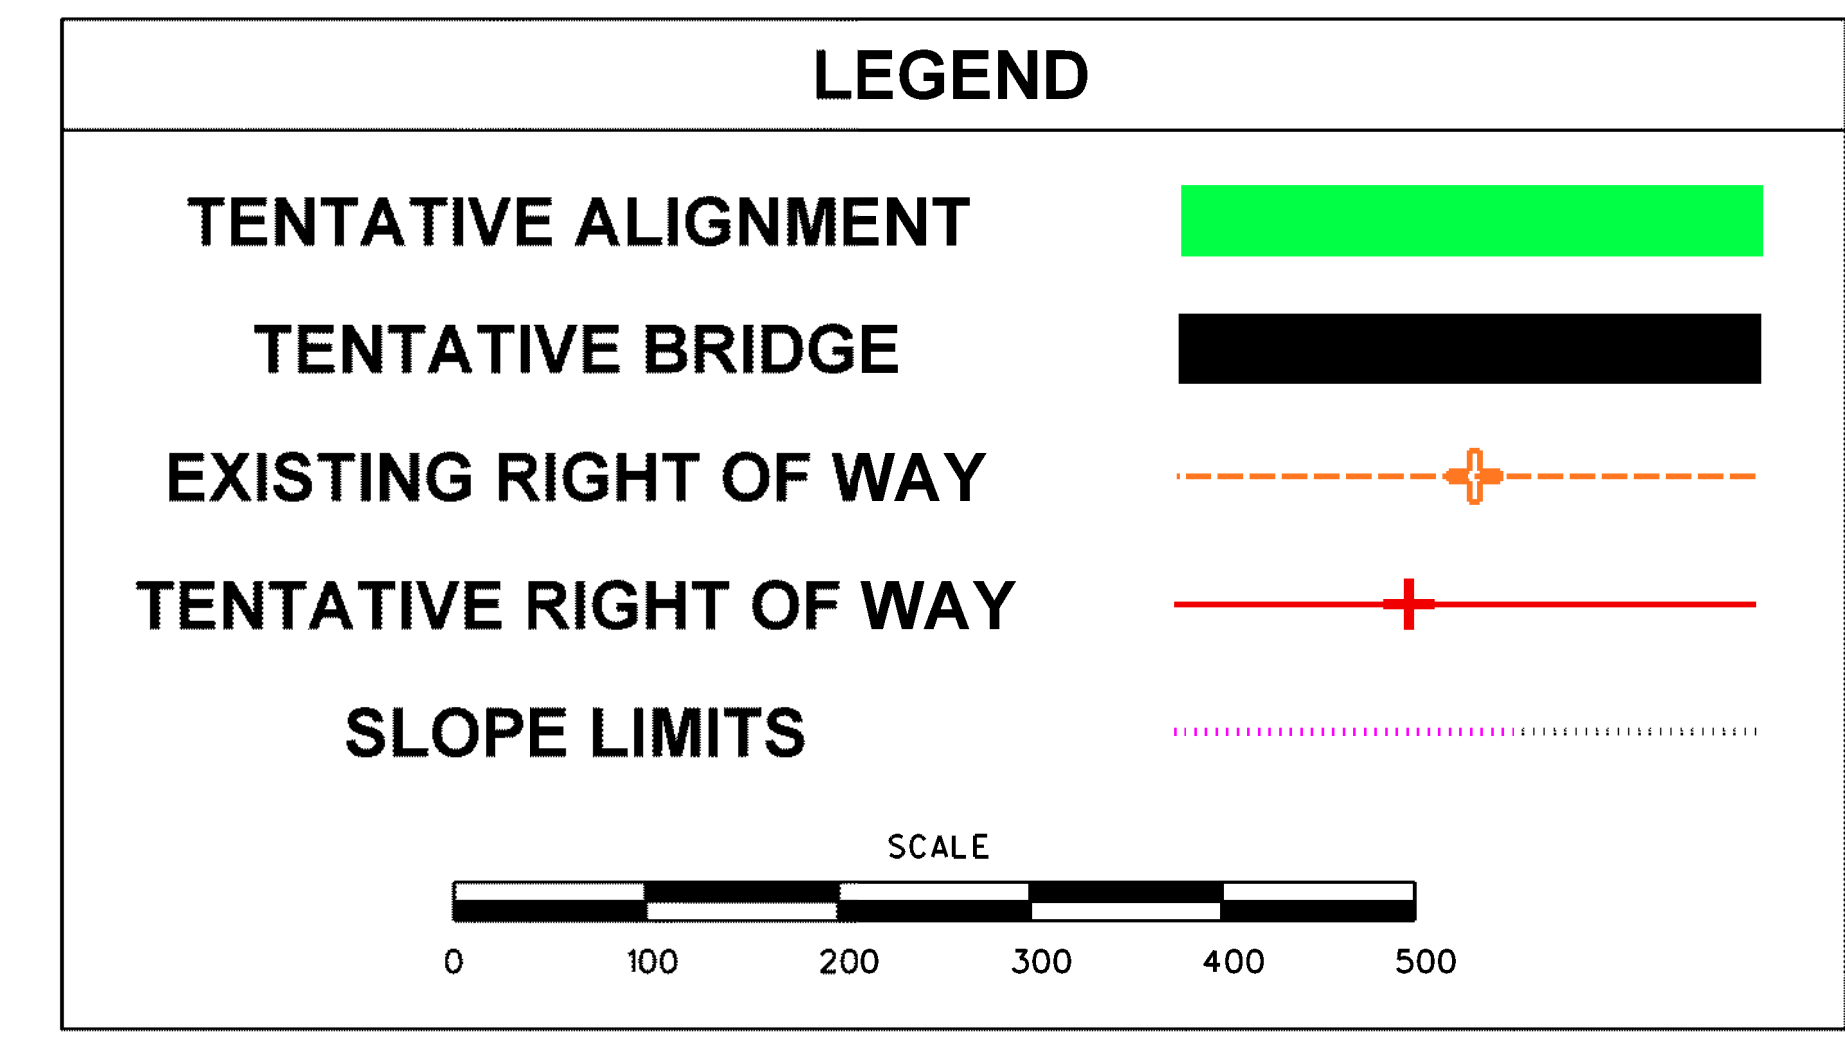 LEGEND
TENTATIVE ALIGNMENT
TENTATIVE BRIDGE
EXISTING RIGHT OF WAY
TENTATIVE RIGHT OF WAY
SLOPE LIMITS
SCALE
0 100 200 300 400 500